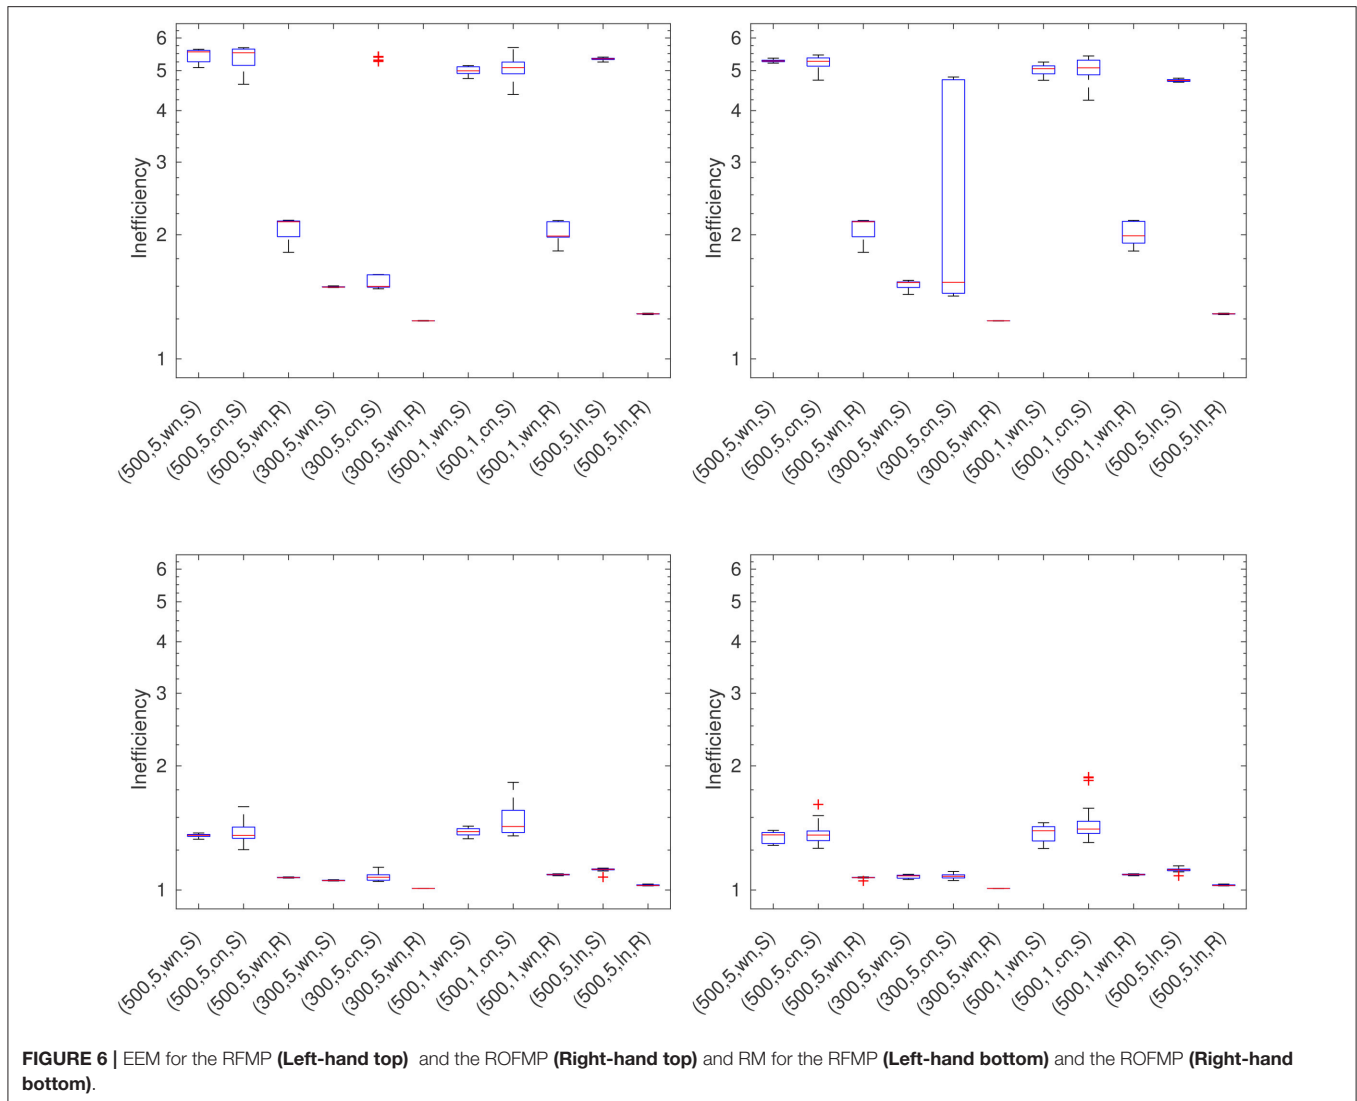 6
5
4
3
2
1
Inefficiency
(500,5,wn,S)
(500,5,cn,S)
(500,5,wn,R)
(300,5,wn,S)
(300,5,cn,S)
(300,5,wn,R)
(500,1,wn,S)
(500,1,cn,S)
(500,1,wn,R)
(500,5,ln,S)
(500,5,ln,R)
6
5
4
3
2
1
Inefficiency
(500,5,wn,S)
(500,5,cn,S)
(500,5,wn,R)
(300,5,wn,S)
(300,5,cn,S)
(300,5,wn,R)
(500,1,wn,S)
(500,1,cn,S)
(500,1,wn,R)
(500,5,ln,S)
(500,5,ln,R)
6
5
4
3
2
1
Inefficiency
(500,5,wn,S)
(500,5,cn,S)
(500,5,wn,R)
(300,5,wn,S)
(300,5,cn,S)
(300,5,wn,R)
(500,1,wn,S)
(500,1,cn,S)
(500,1,wn,R)
(500,5,ln,S)
(500,5,ln,R)
6
5
4
3
2
1
Inefficiency
(500,5,wn,S)
(500,5,cn,S)
(500,5,wn,R)
(300,5,wn,S)
(300,5,cn,S)
(300,5,wn,R)
(500,1,wn,S)
(500,1,cn,S)
(500,1,wn,R)
(500,5,ln,S)
(500,5,ln,R)
FIGURE 6 | EEM for the RFMP (Left-hand top) and the ROFMP (Right-hand top) and RM for the RFMP (Left-hand bottom) and the ROFMP (Right-hand
bottom).